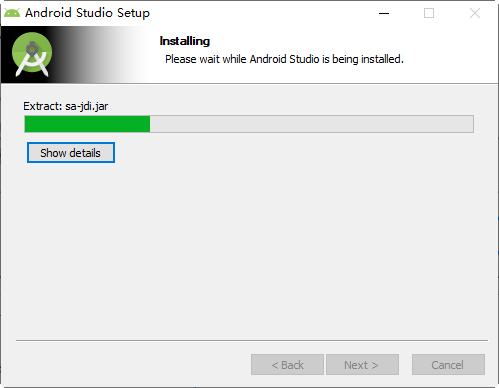 Android Studio Setup
Installing
Please wait while Android Studio is being installed.
Extract: sa-jdi.jar
Show details
< Back
Next >
Cancel